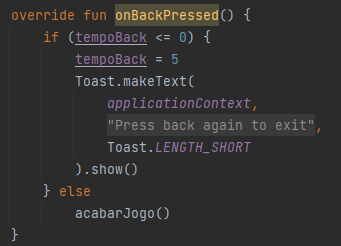 override fun onBackPressed() {
    if (tempoBack <= 0) {
        tempoBack = 5
        Toast.makeText(
            applicationContext,
            "Press back again to exit",
            Toast.LENGTH_SHORT
        ).show()
    } else
        acabarJogo()
}